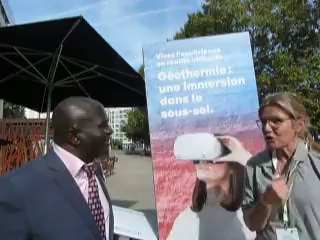 Vivez l'expérience
en réalité virtuelle
Géothermie :
une immersion
dans le
sous-sol.